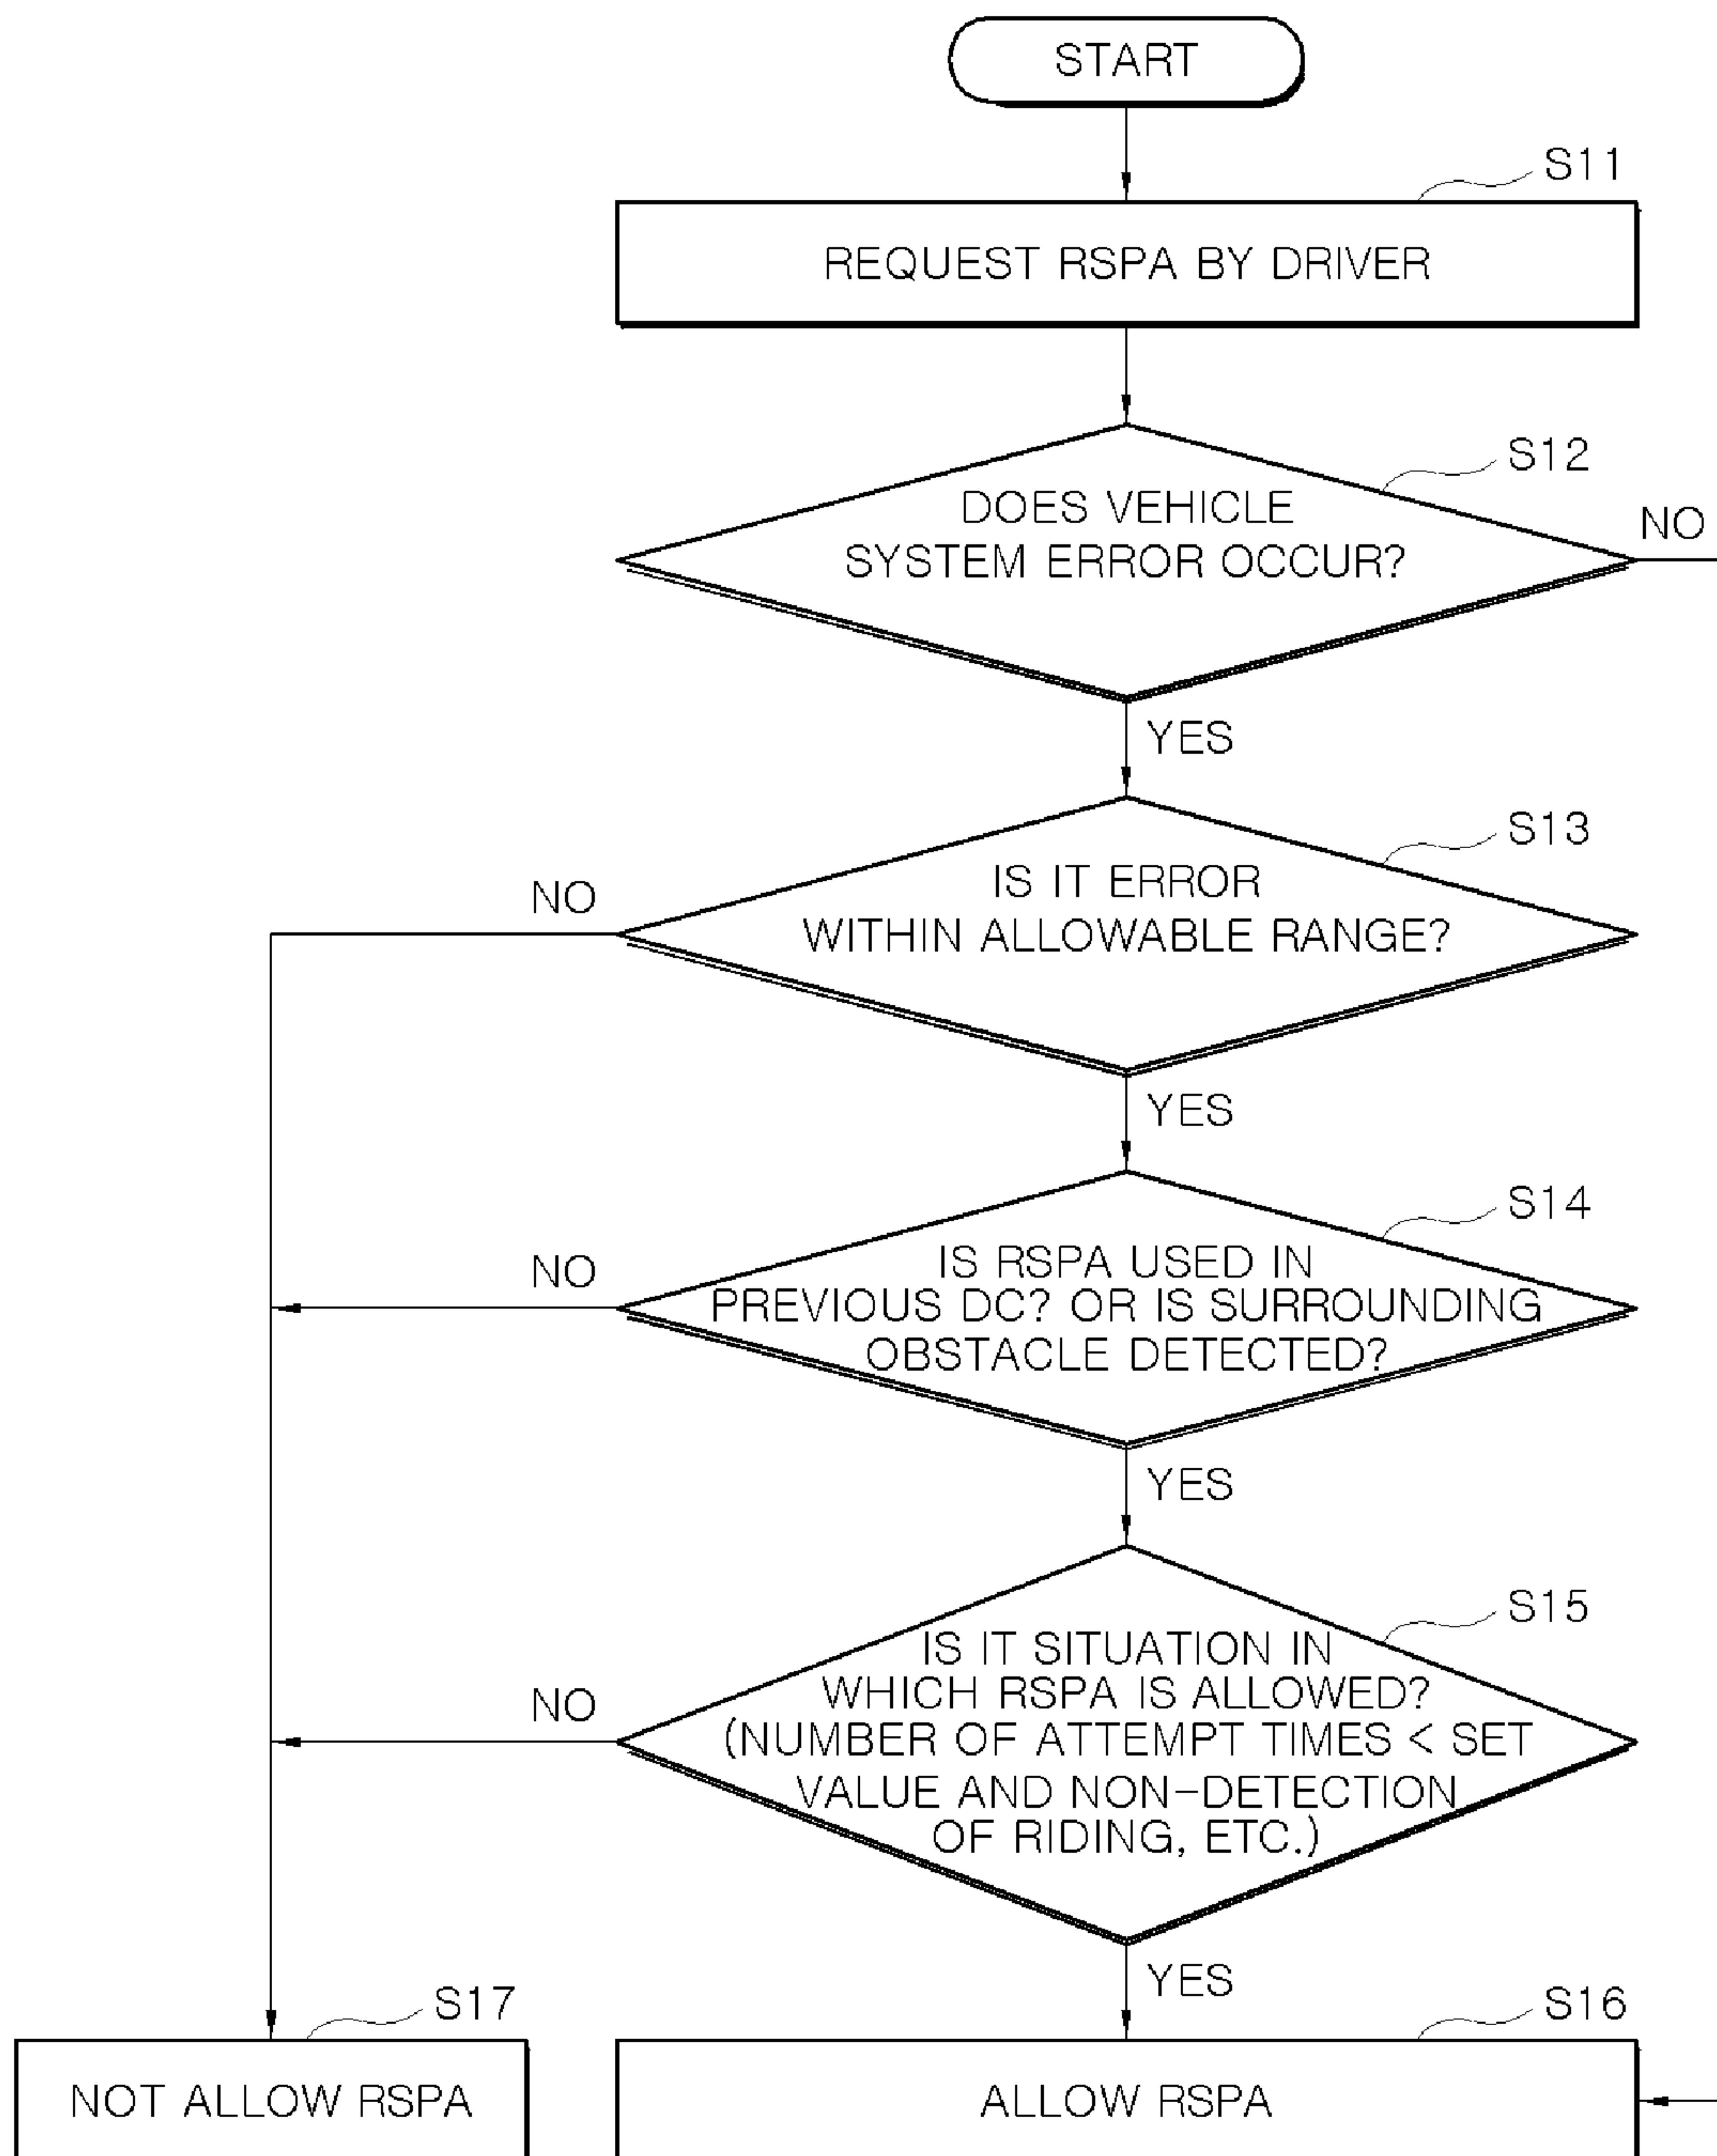 START
S11
REQUEST RSPA BY DRIVER
S12
DOES VEHICLE
SYSTEM ERROR OCCUR?
NO
YES
S13
IS IT ERROR
WITHIN ALLOWABLE RANGE?
NO
YES
S14
IS RSPA USED IN
PREVIOUS DC? OR IS SURROUNDING
OBSTACLE DETECTED?
NO
YES
S15
IS IT SITUATION IN
WHICH RSPA IS ALLOWED?
(NUMBER OF ATTEMPT TIMES < SET
VALUE AND NON-DETECTION
OF RIDING, ETC.)
NO
YES
S17
NOT ALLOW RSPA
S16
ALLOW RSPA